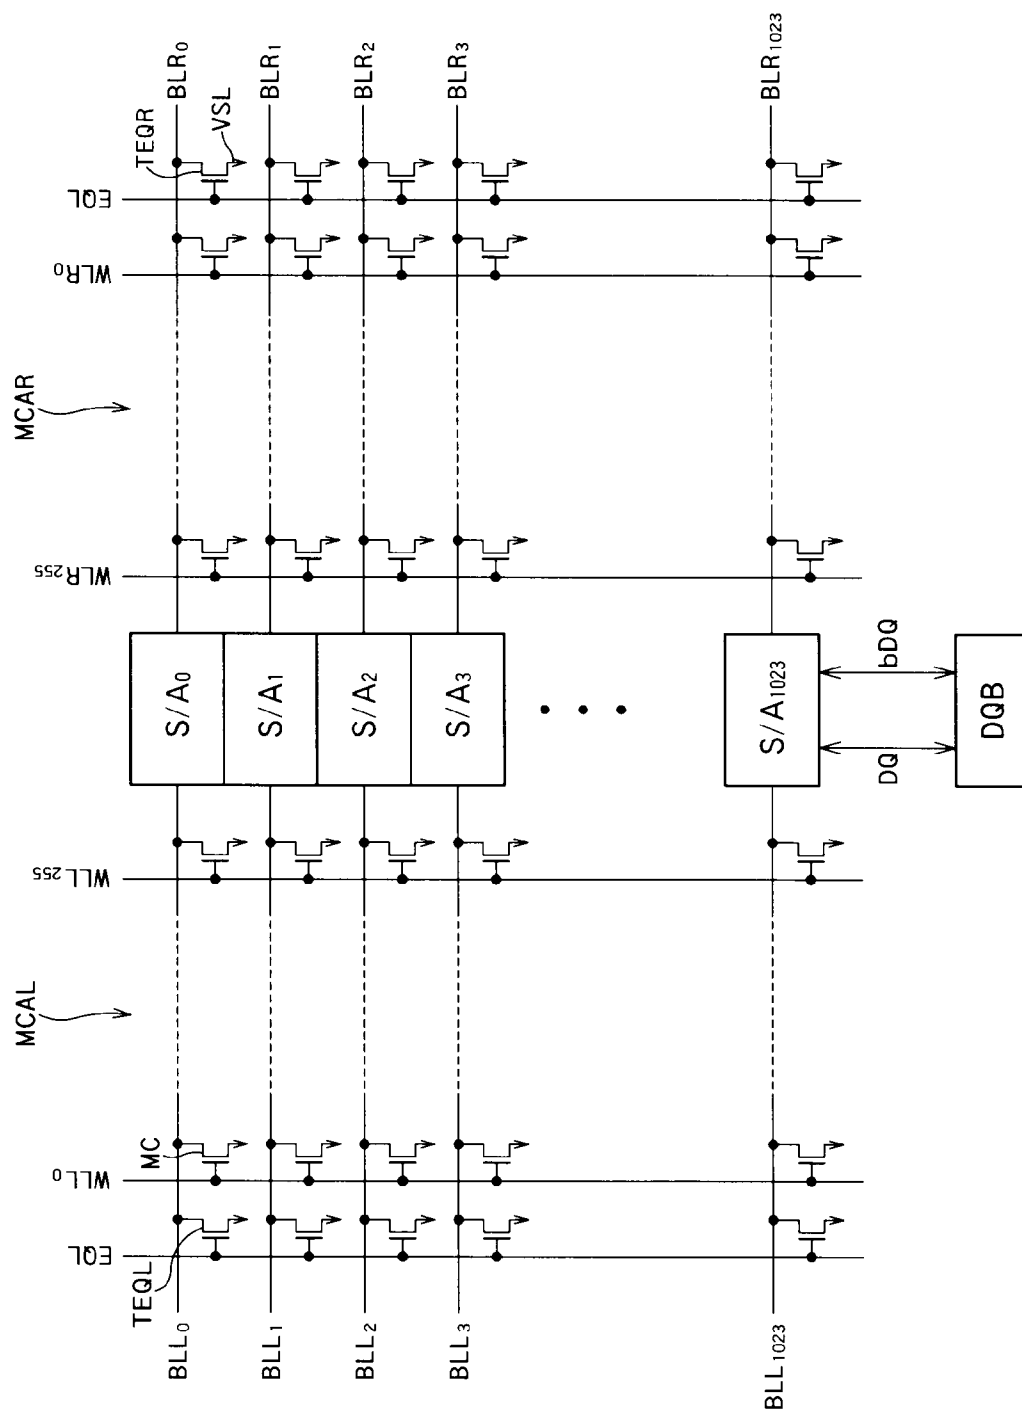 MCAL
MCAR
EQL
WLL0
WLL255
WLR255
WLR0
EQL
TEQL
MC
TEQR
VSL
BLL0
S/A0
BLR0
BLL1
S/A1
BLR1
BLL2
S/A2
BLR2
BLL3
S/A3
BLR3
BLL1023
S/A1023
BLR1023
DQ
bDQ
DQB